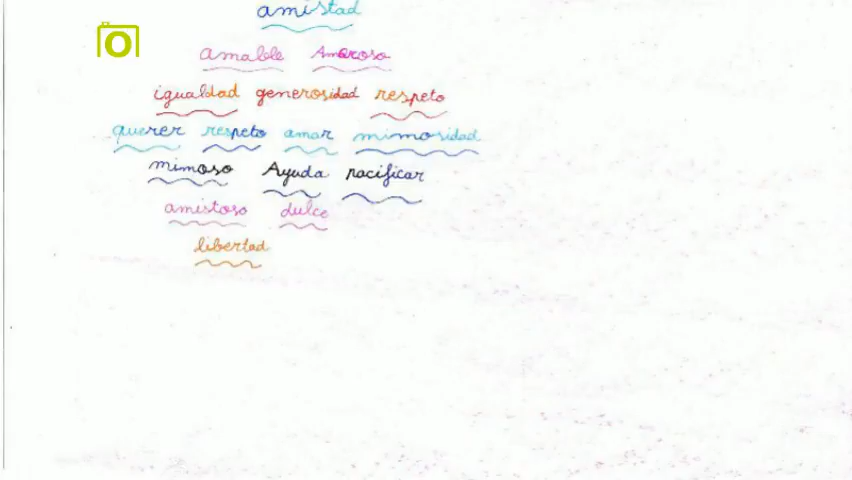 amistad
amable Amoroso
igualdad generosidad respeto
querer respeto amar mimosidad
mimoso Ayuda pacificar
amistoso dulce
libertad